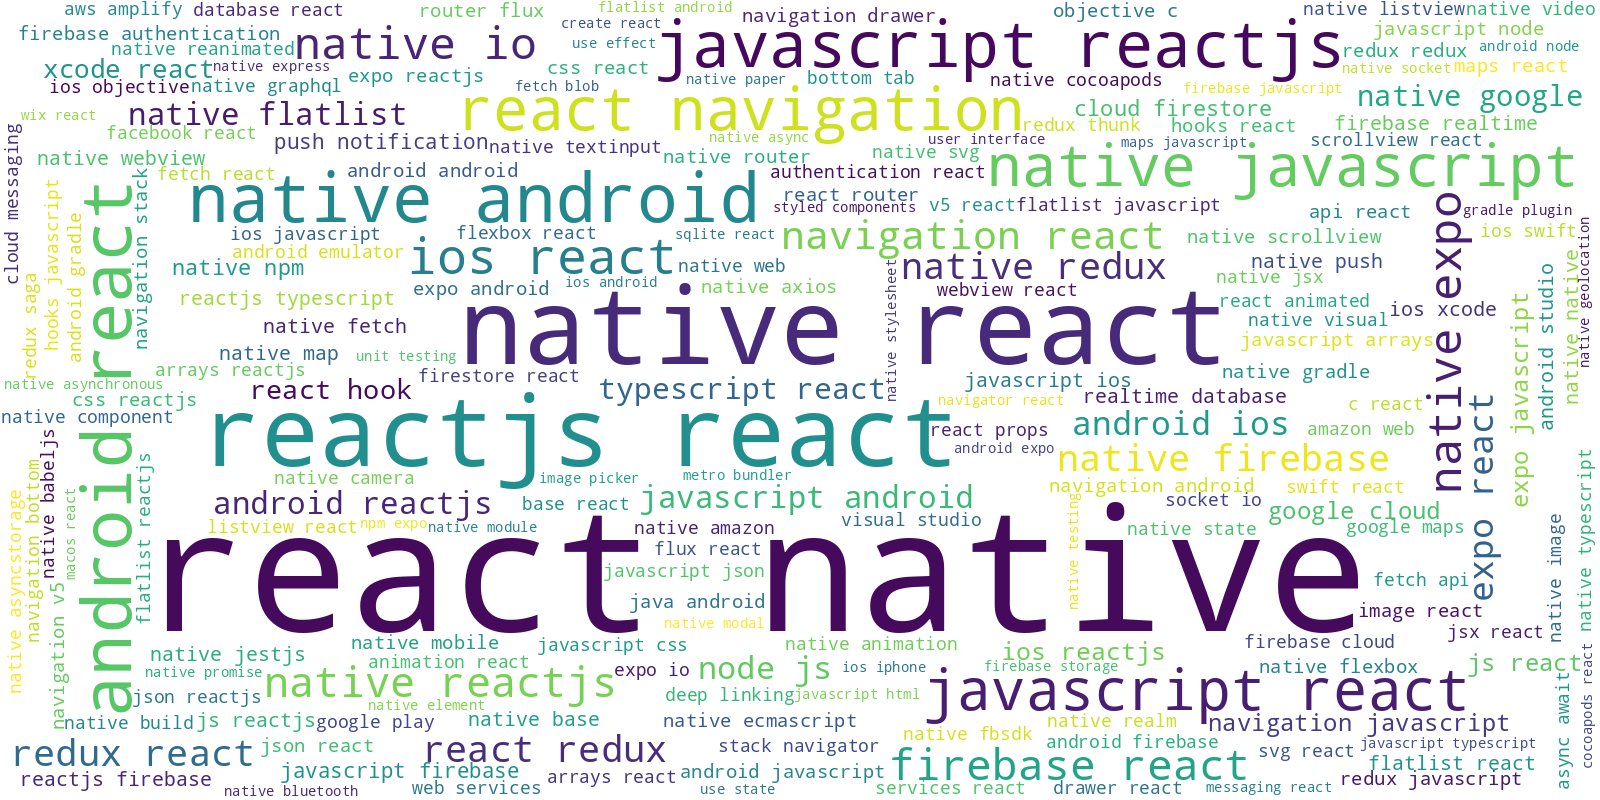 aws amplify
database react
router flux
flatlist android
navigation drawer
objective c
native listview
native video
firebase authentication
native reanimated
native io
create react
use effect
javascript reactjs
javascript node
redux redux
android node
xcode react
native express
expo reactjs
css react
native paper
bottom tab
native cocoapods
native socket
maps react
ios objective
native graphql
fetch blob
react navigation
firebase javascript
native google
wix react
native flatlist
cloud firestore
facebook react
push notification
native textinput
native async
user interface
redux thunk
hooks react
firebase realtime
maps javascript
scrollview react
cloud messaging
native webview
fetch react
android android
native router
native svg
authentication react
native javascript
native android
react router
styled components
v5 react
flatlist javascript
api react
gradle plugin
ios swift
hooks javascript
android gradle
android react
navigation stack
ios javascript
flexbox react
sqlite react
navigation react
native scrollview
android emulator
ios react
native npm
native web
native redux
native push
native jsx
native expo
native geolocation
redux saga
reactjs typescript
expo android
ios android
native axios
native stylesheet
webview react
react animated
ios xcode
native visual
expo javascript
android studio
native native
native fetch
native react
javascript arrays
native map
unit testing
arrays reactjs
firestore react
native asynchronous
css reactjs
react hook
typescript react
javascript ios
native gradle
navigator react
realtime database
c react
native component
reactjs react
react props
android ios
amazon web
android expo
native babeljs
native camera
image picker
metro bundler
native firebase
expo react
navigation bottom
native asyncstorage
macos react
flatlist reactjs
android reactjs
base react
javascript android
navigation android
swift react
socket io
native typescript
listview react
npm expo
native module
native amazon
visual studio
native testing
native state
google cloud
google maps
native image
flux react
react native
javascript json
fetch api
navigation v5
java android
image react
native modal
jsx react
native mobile
javascript css
native animation
ios reactjs
firebase cloud
native jestjs
animation react
native promise
expo io
node js
ios iphone
firebase storage
native flexbox
js react
native reactjs
json reactjs
deep linking
javascript html
javascript react
native element
async await
cocoapods react
native build
js reactjs
google play
native base
native ecmascript
native realm
navigation javascript
native fbsdk
redux react
json react
react redux
stack navigator
android firebase
svg react
javascript typescript
reactjs firebase
javascript firebase
arrays react
android javascript
firebase react
flatlist react
redux javascript
native bluetooth
web services
use state
services react
drawer react
messaging react